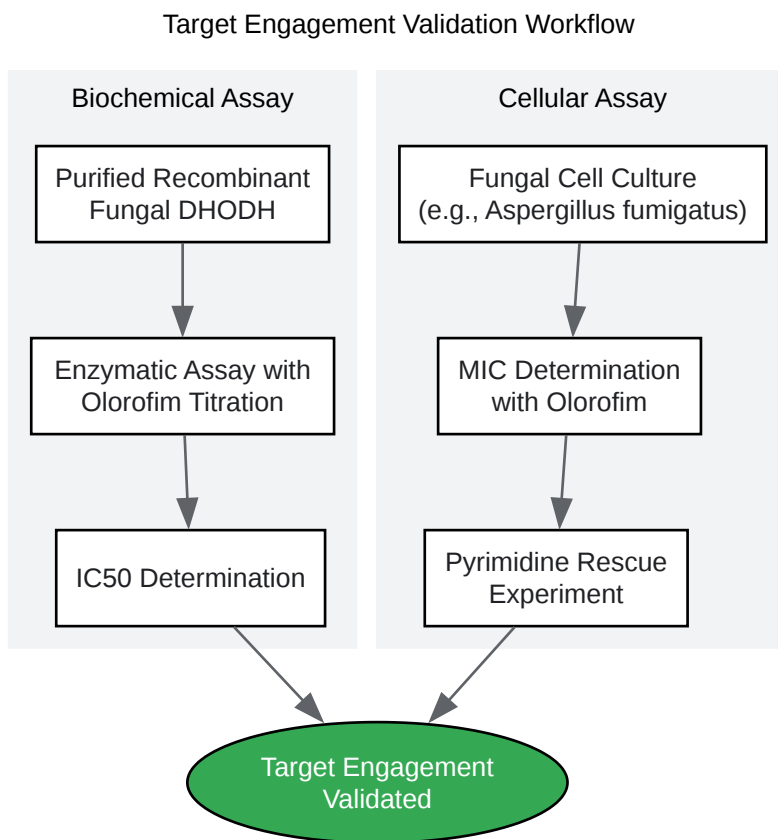 Target Engagement Validation Workflow
Biochemical Assay
Purified Recombinant
Fungal DHODH
Enzymatic Assay with
Olorofim Titration
IC50 Determination
Cellular Assay
Fungal Cell Culture
(e.g., Aspergillus fumigatus)
MIC Determination
with Olorofim
Pyrimidine Rescue
Experiment
Target Engagement
Validated